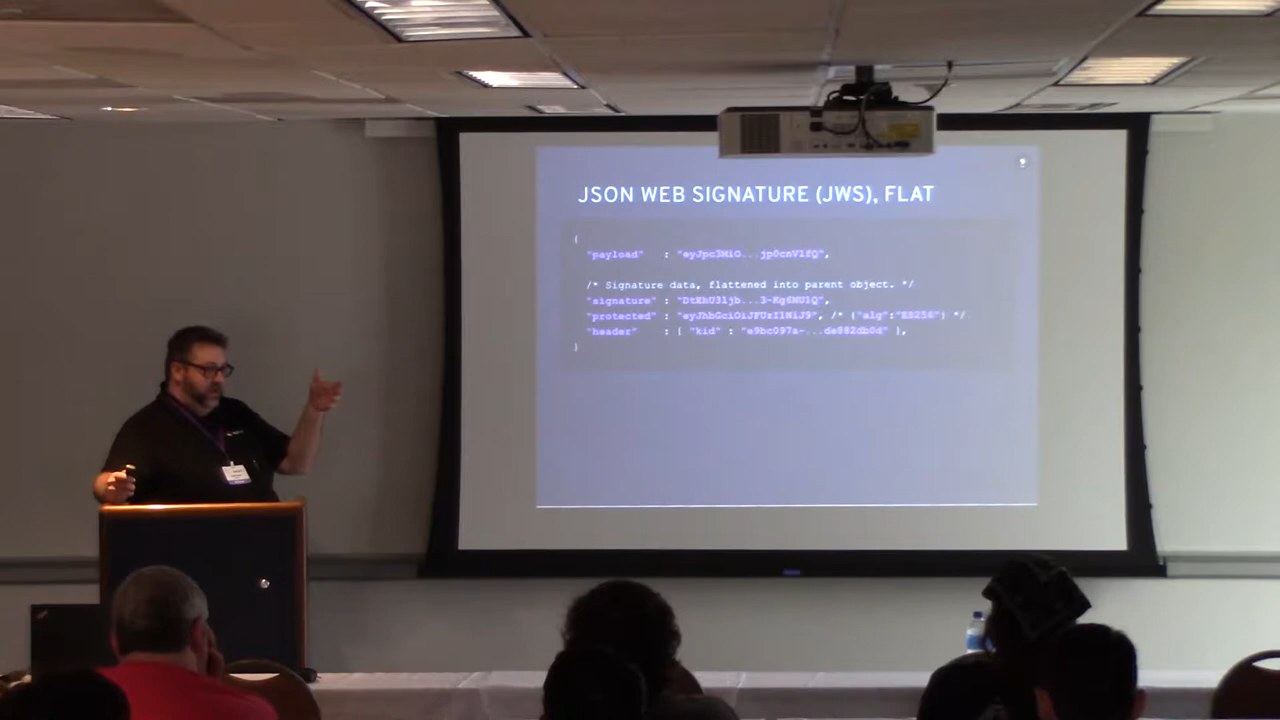 JSON WEB SIGNATURE (JWS), FLAT
{
"payload" : "eyJpc3MiO...jp0cnVlfQ",
/* Signature data, flattened into parent object. */
"signature" : "DtEhU3ljb...3-Kg6NU1Q",
"protected" : "eyJhbGciOiJFUzI1NiJ9", /* {"alg":"ES256"} */
"header" : { "kid" : "e9bc097a-...de882db0d" },
}